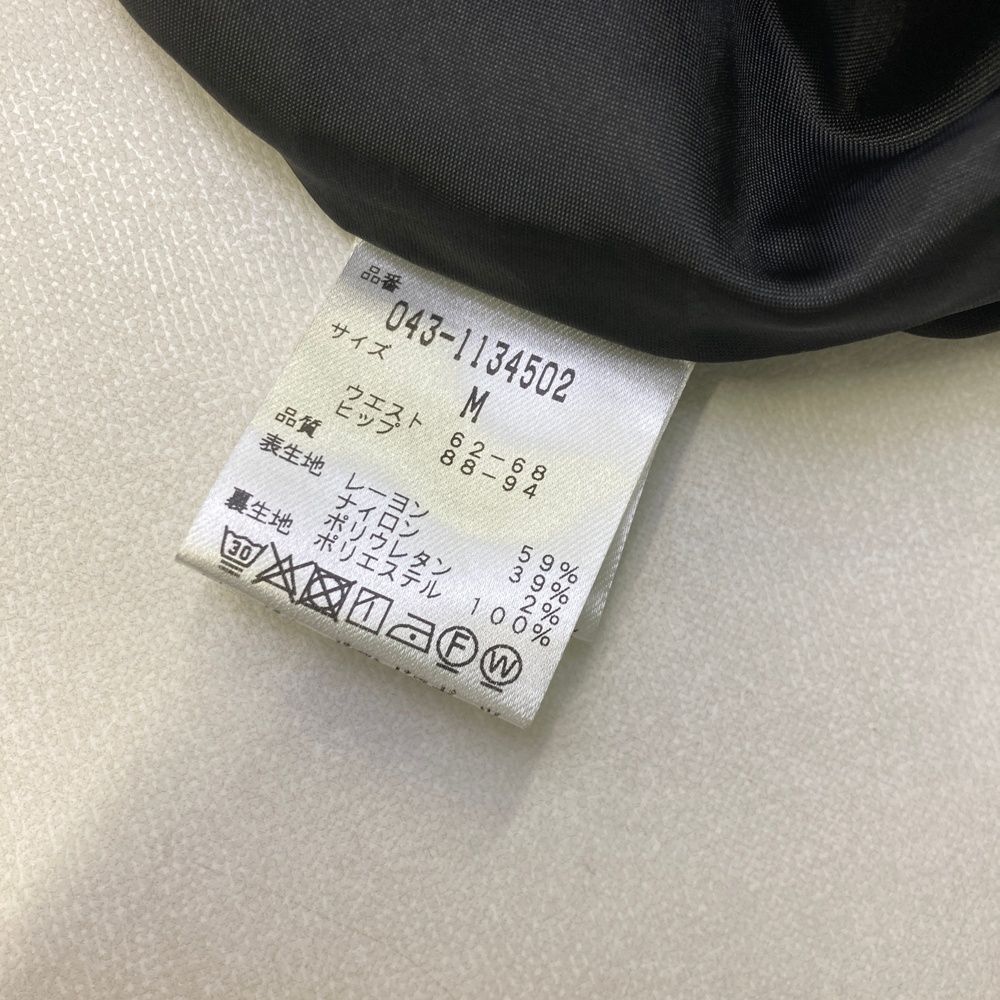 品番
043-1134502
サイズ
M
ウエスト 62-68
ヒップ 88-94
品質
表生地 レーヨン 59%
ナイロン 39%
ポリウレタン 2%
裏生地 ポリエステル 100%
30
F
W